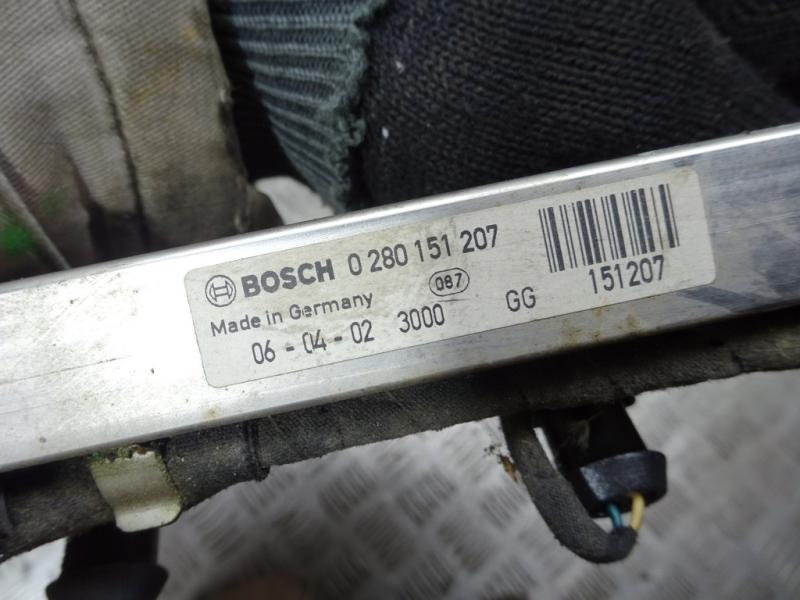 BOSCH 0 280 151 207
Made in Germany 087
06-04-02 3000 GG
151207